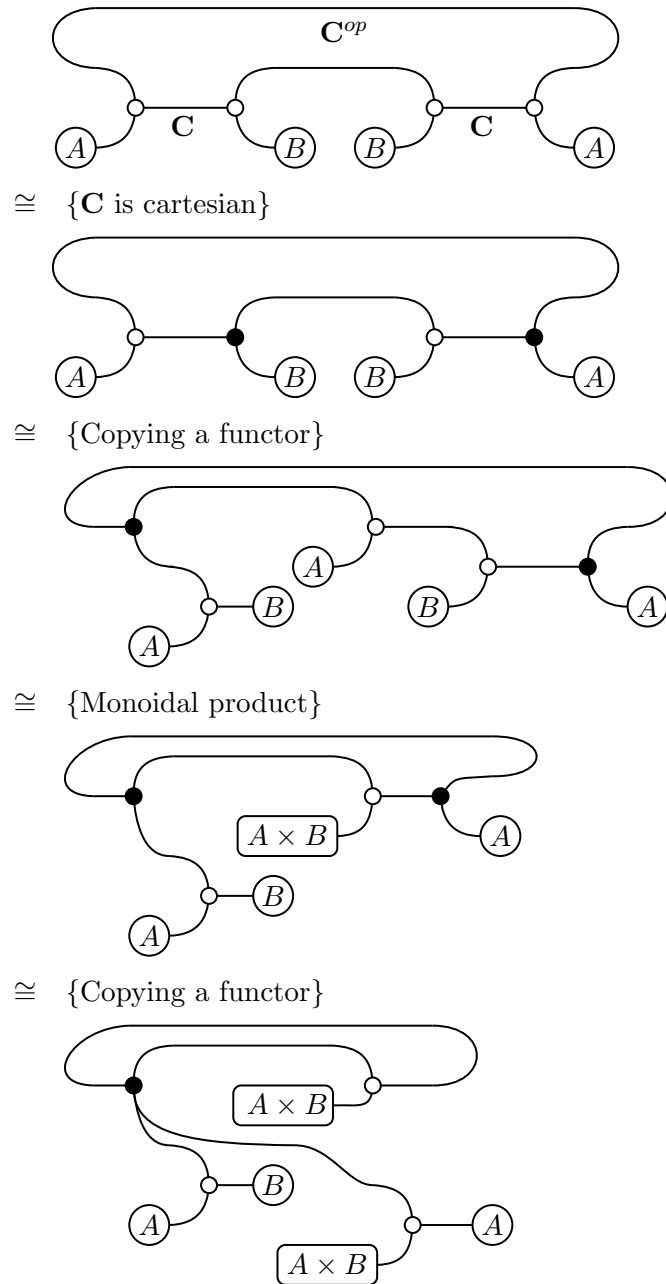 C^{op}
C C
A B B A
≅ {C is cartesian}
A B B A
≅ {Copying a functor}
A
B B A
A
≅ {Monoidal product}
A × B A
B
A
≅ {Copying a functor}
A × B
B
A A
A × B